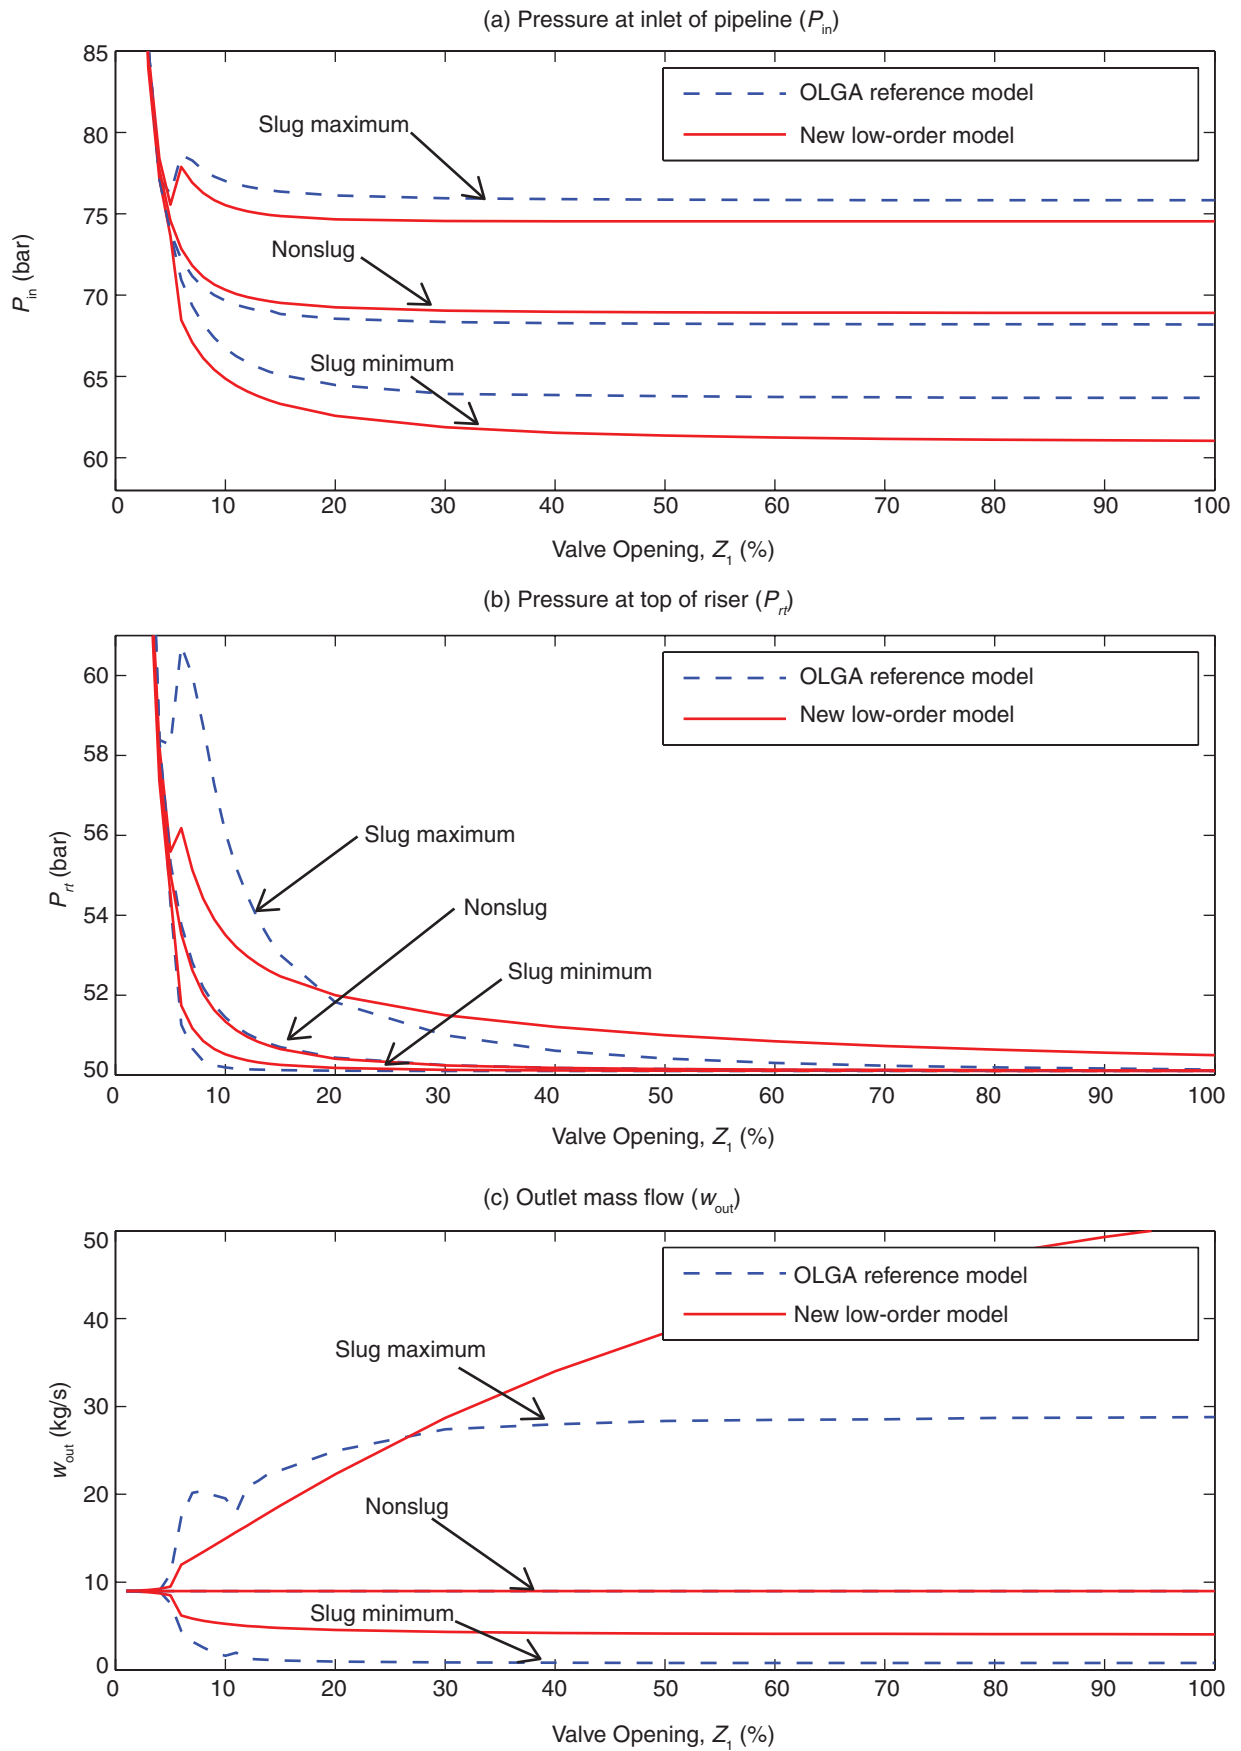 (a) Pressure at inlet of pipeline (Pin)
85
80
75
70
65
60
Pin (bar)
OLGA reference model
New low-order model
Slug maximum
Nonslug
Slug minimum
0 10 20 30 40 50 60 70 80 90 100
Valve Opening, Z1 (%)
(b) Pressure at top of riser (Prt)
60
58
56
54
52
50
Prt (bar)
OLGA reference model
New low-order model
Slug maximum
Nonslug
Slug minimum
0 10 20 30 40 50 60 70 80 90 100
Valve Opening, Z1 (%)
(c) Outlet mass flow (wout)
50
40
30
20
10
0
wout (kg/s)
OLGA reference model
New low-order model
Slug maximum
Nonslug
Slug minimum
0 10 20 30 40 50 60 70 80 90 100
Valve Opening, Z1 (%)